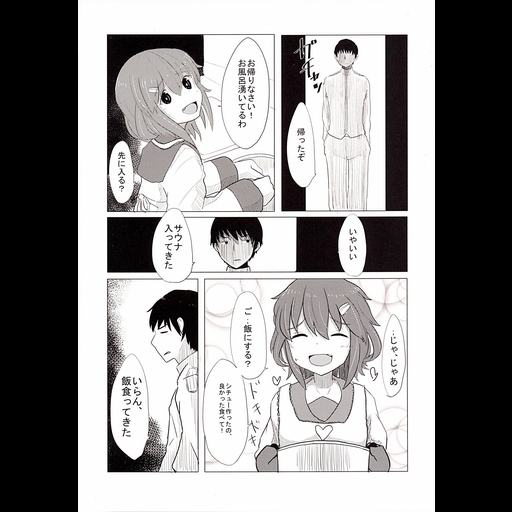 ガチャッ
帰ったぞ
お帰りなさい!
お風呂湧いてるわ
先に入る?
いやいい
サウナ
入ってきた
…じゃ、じゃあ
ご…飯にする?
シチュー作ったの、
良かった食べて!
ドキドキ
いらん、
飯食ってきた